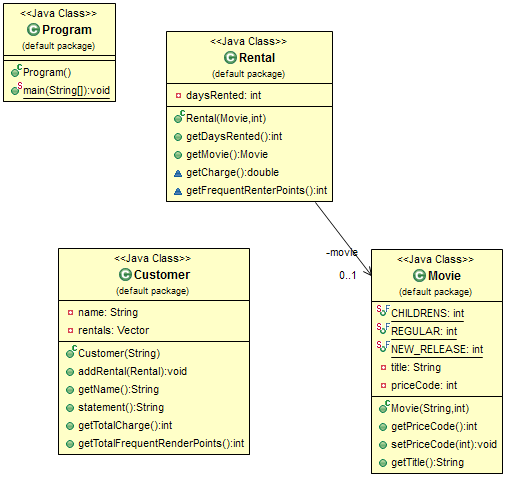 <<Java Class>>
Program
(default package)
Program()
main(String[]):void
<<Java Class>>
Rental
(default package)
daysRented: int
Rental(Movie,int)
getDaysRented():int
getMovie():Movie
getCharge():double
getFrequentRenterPoints():int
-movie
0..1
<<Java Class>>
Customer
(default package)
name: String
rentals: Vector
Customer(String)
addRental(Rental):void
getName():String
statement():String
getTotalCharge():int
getTotalFrequentRenderPoints():int
<<Java Class>>
Movie
(default package)
CHILDRENS: int
REGULAR: int
NEW_RELEASE: int
title: String
priceCode: int
Movie(String,int)
getPriceCode():int
setPriceCode(int):void
getTitle():String